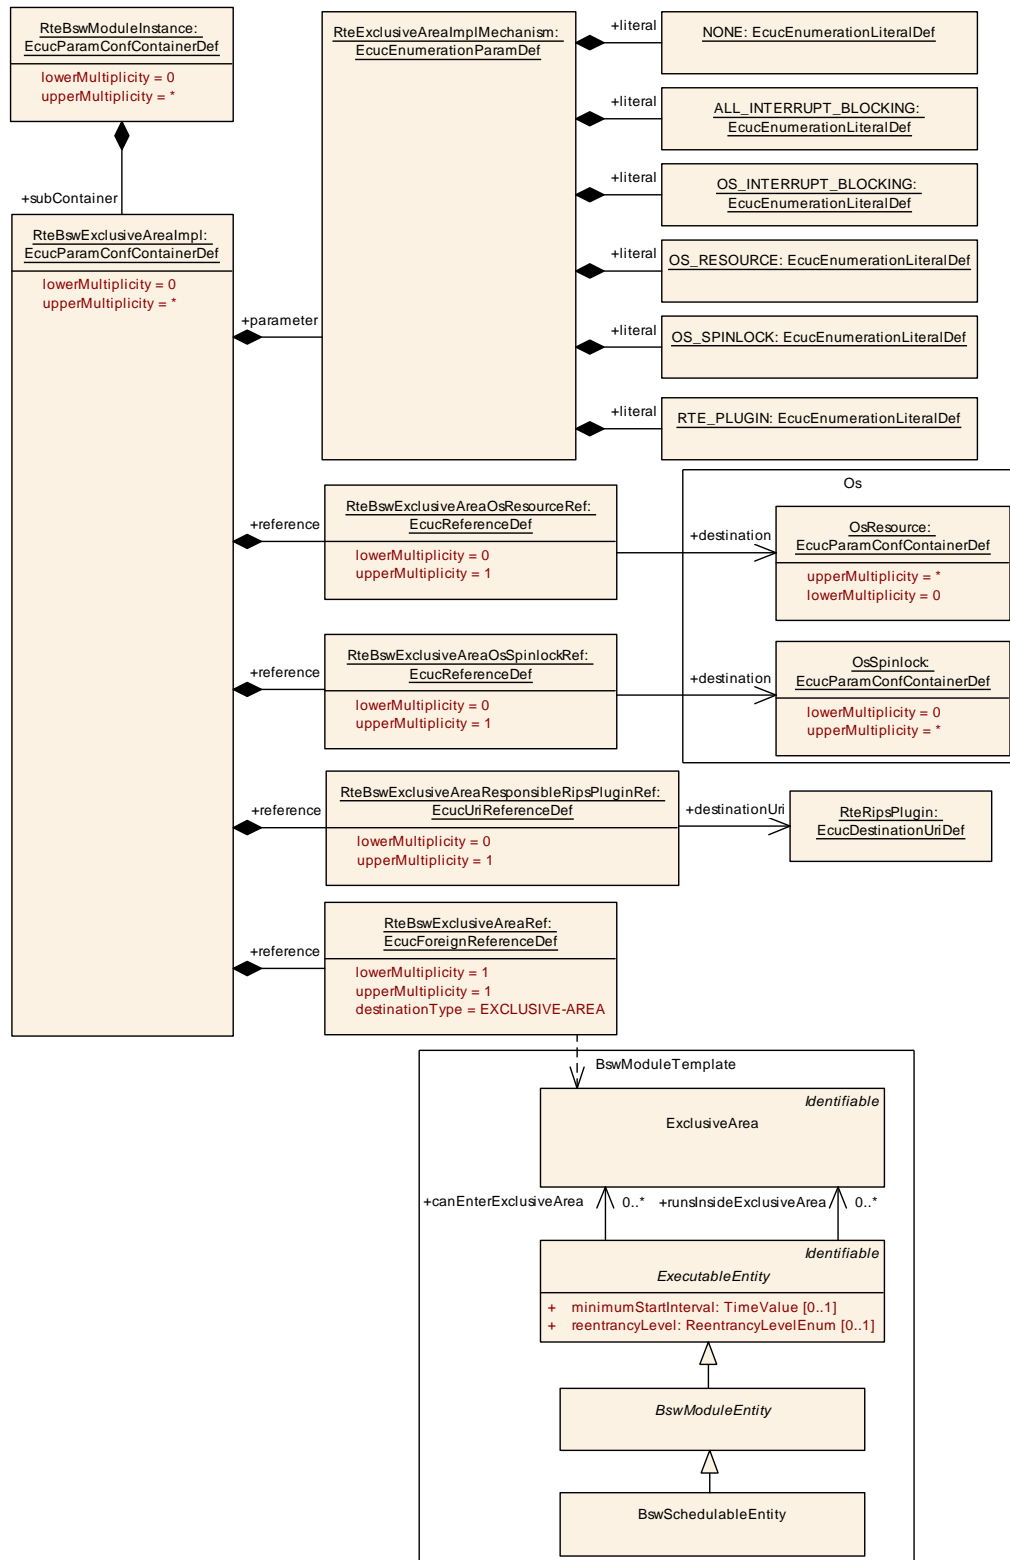 RteBswModuleInstance:
EcucParamConfContainerDef
lowerMultiplicity = 0
upperMultiplicity = *
+subContainer
RteBswExclusiveAreaImpl:
EcucParamConfContainerDef
lowerMultiplicity = 0
upperMultiplicity = *
+parameter
RteExclusiveAreaImplMechanism:
EcucEnumerationParamDef
+literal
NONE: EcucEnumerationLiteralDef
+literal
ALL_INTERRUPT_BLOCKING:
EcucEnumerationLiteralDef
+literal
OS_INTERRUPT_BLOCKING:
EcucEnumerationLiteralDef
+literal
OS_RESOURCE: EcucEnumerationLiteralDef
+literal
OS_SPINLOCK: EcucEnumerationLiteralDef
+literal
RTE_PLUGIN: EcucEnumerationLiteralDef
+reference
RteBswExclusiveAreaOsResourceRef:
EcucReferenceDef
lowerMultiplicity = 0
upperMultiplicity = 1
Os
+destination
OsResource:
EcucParamConfContainerDef
upperMultiplicity = *
lowerMultiplicity = 0
+reference
RteBswExclusiveAreaOsSpinlockRef:
EcucReferenceDef
lowerMultiplicity = 0
upperMultiplicity = 1
+destination
OsSpinlock:
EcucParamConfContainerDef
lowerMultiplicity = 0
upperMultiplicity = *
+reference
RteBswExclusiveAreaResponsibleRipsPluginRef:
EcucUriReferenceDef
lowerMultiplicity = 0
upperMultiplicity = 1
+destinationUri
RteRipsPlugin:
EcucDestinationUriDef
+reference
RteBswExclusiveAreaRef:
EcucForeignReferenceDef
lowerMultiplicity = 1
upperMultiplicity = 1
destinationType = EXCLUSIVE-AREA
BswModuleTemplate
Identifiable
ExclusiveArea
+canEnterExclusiveArea
0..*
+runsInsideExclusiveArea
0..*
Identifiable
ExecutableEntity
+ minimumStartInterval: TimeValue [0..1]
+ reentrancyLevel: ReentrancyLevelEnum [0..1]
BswModuleEntity
BswSchedulableEntity